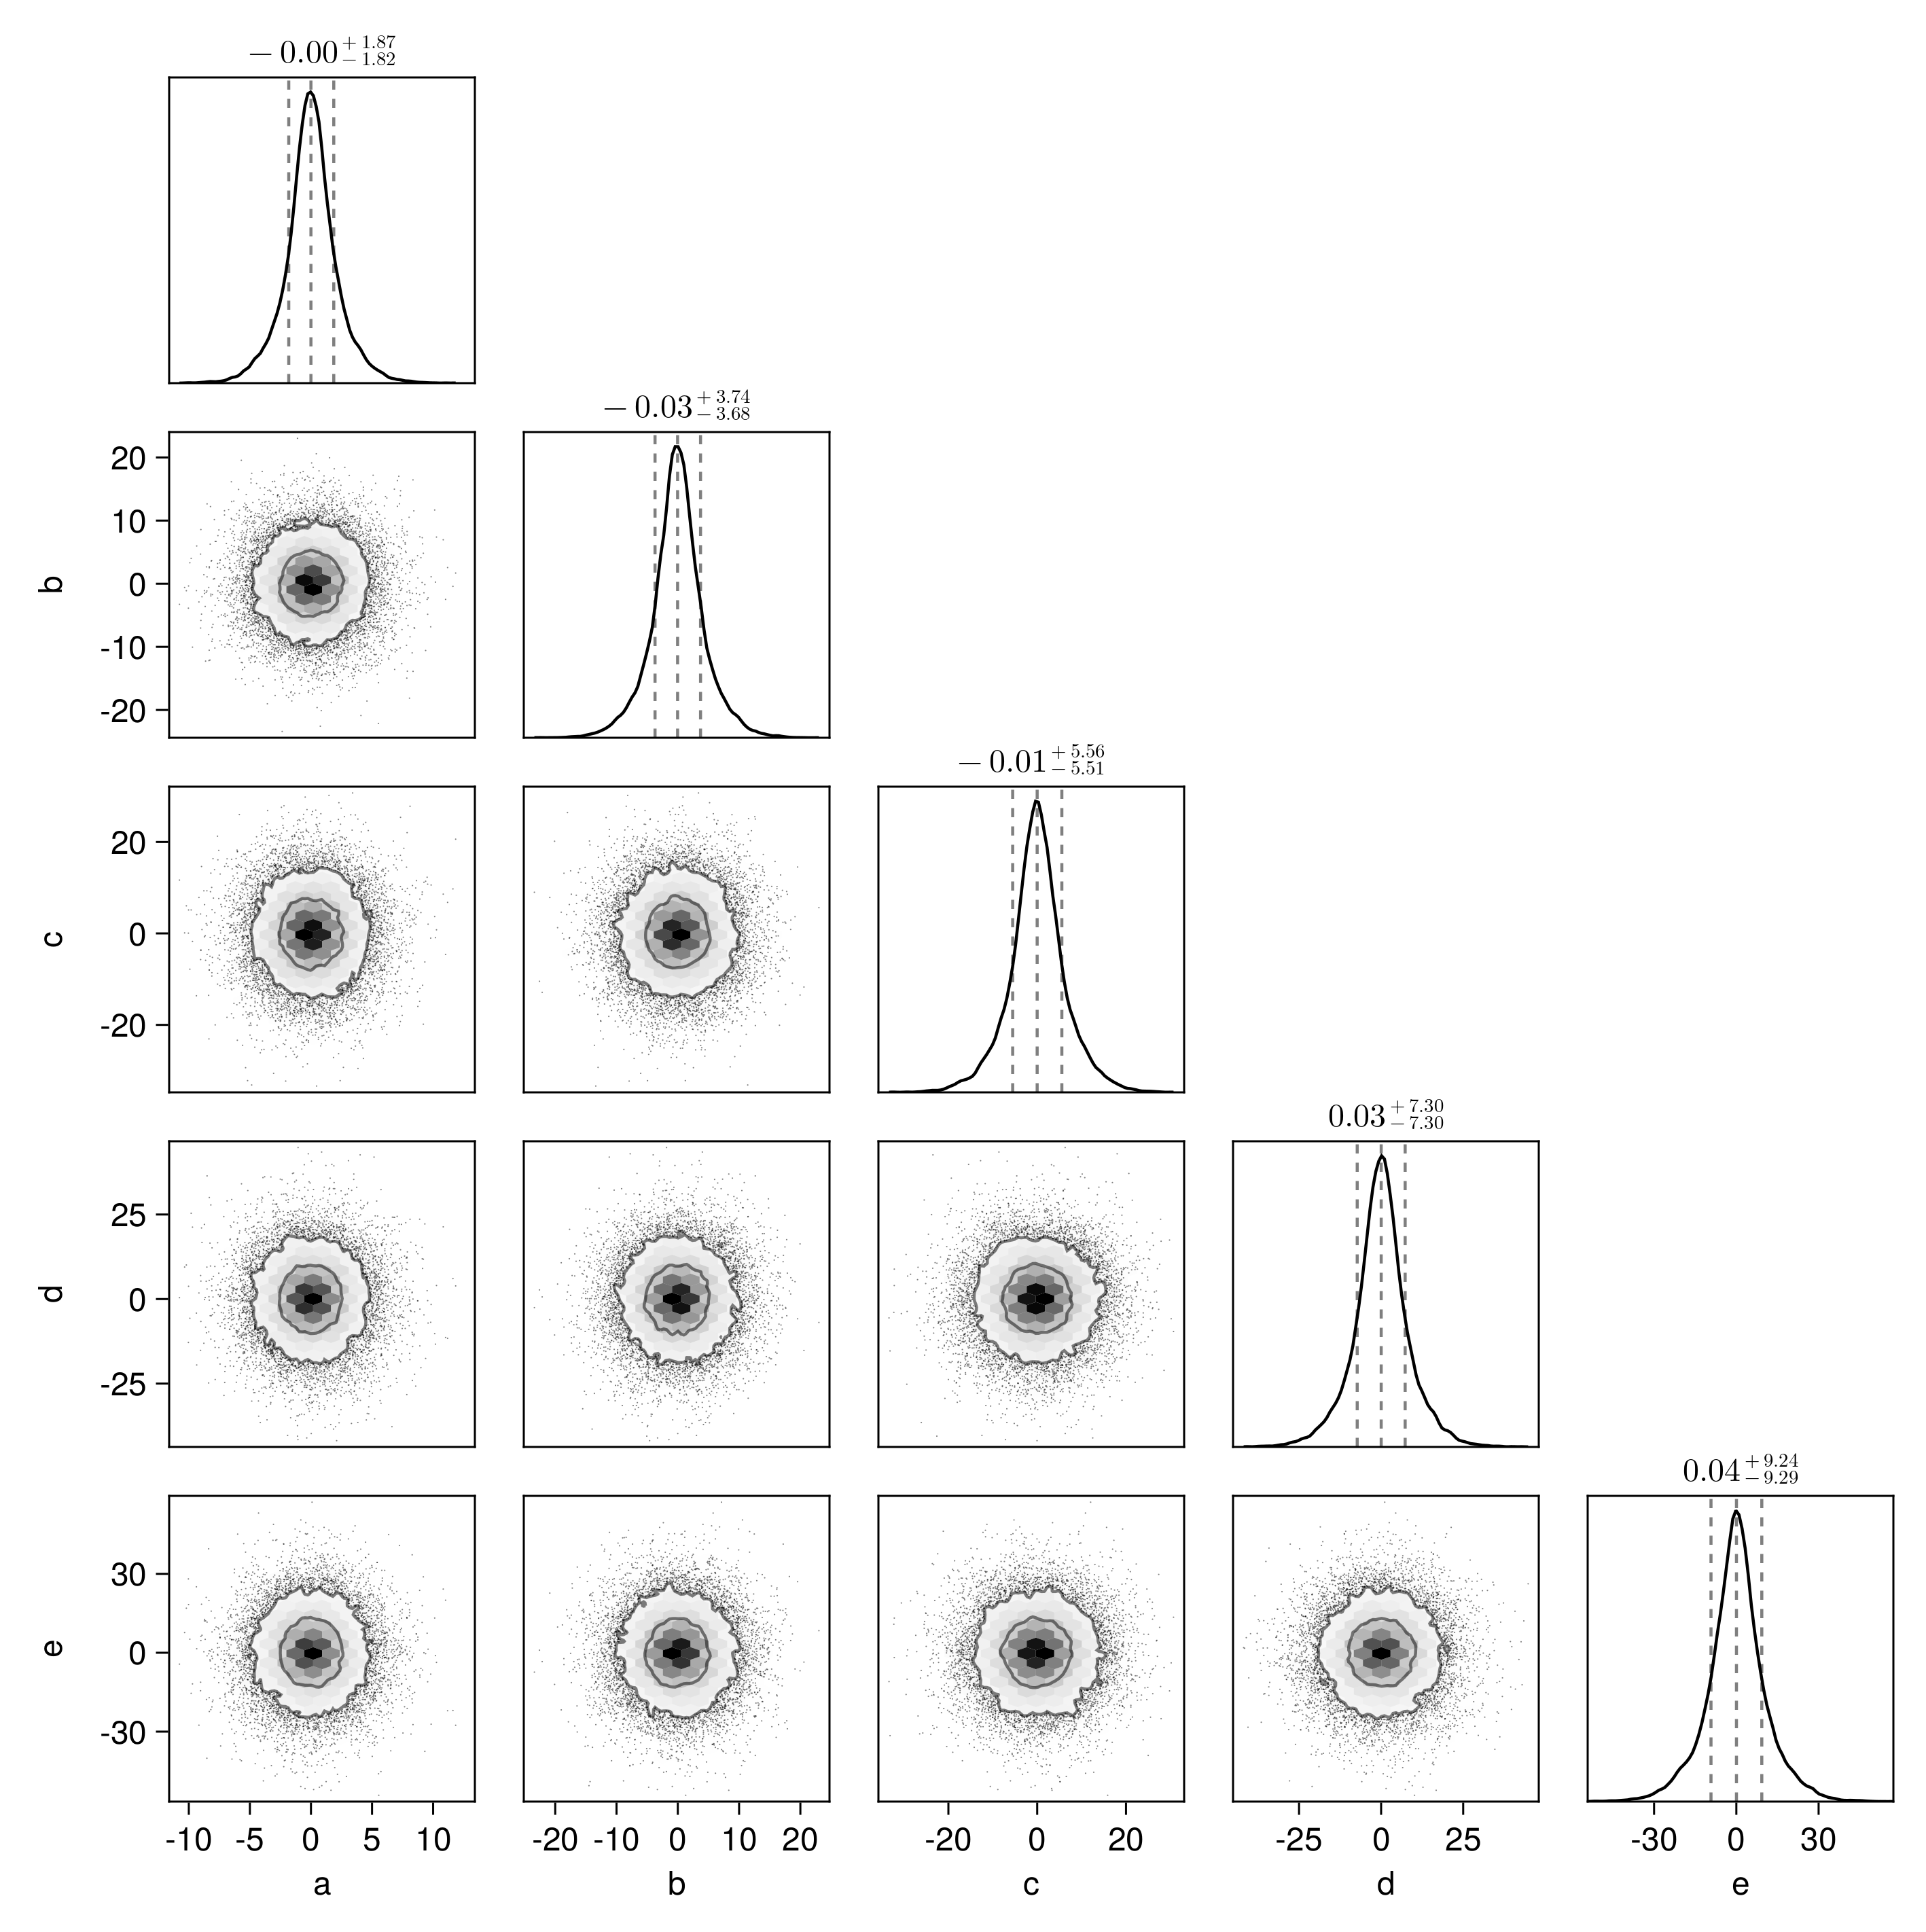 − 0.00 + 1.87 − 1.82
− 0.03 + 3.74 − 3.68
20
10
0
-10
-20
b
− 0.01 + 5.56 − 5.51
20
0
-20
c
0.03 + 7.30 − 7.30
25
0
-25
d
0.04 + 9.24 − 9.29
30
0
-30
e
-10 -5 0 5 10 -20 -10 0 10 20 -20 0 20 -25 0 25 -30 0 30
a b c d e